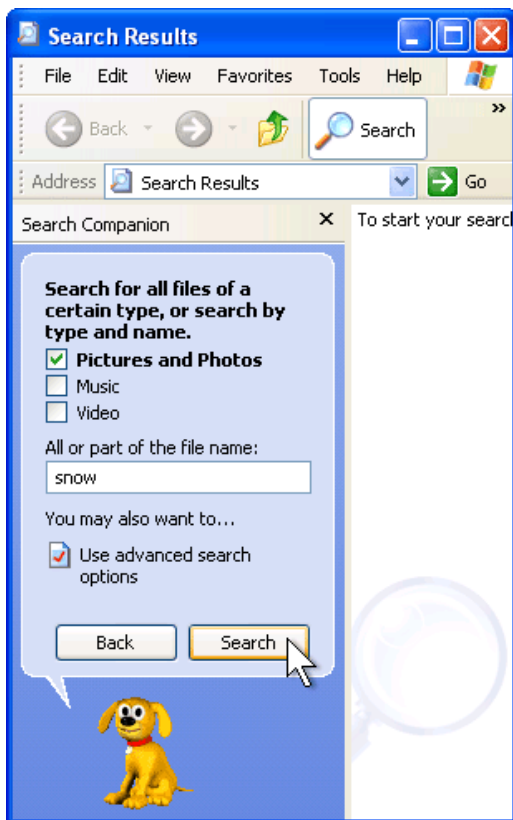 Search Results
File Edit View Favorites Tools Help
Back Search »
Address Search Results Go
Search Companion
To start your search
Search for all files of a
certain type, or search by
type and name.
Pictures and Photos
Music
Video
All or part of the file name:
snow
You may also want to...
Use advanced search
options
Back Search